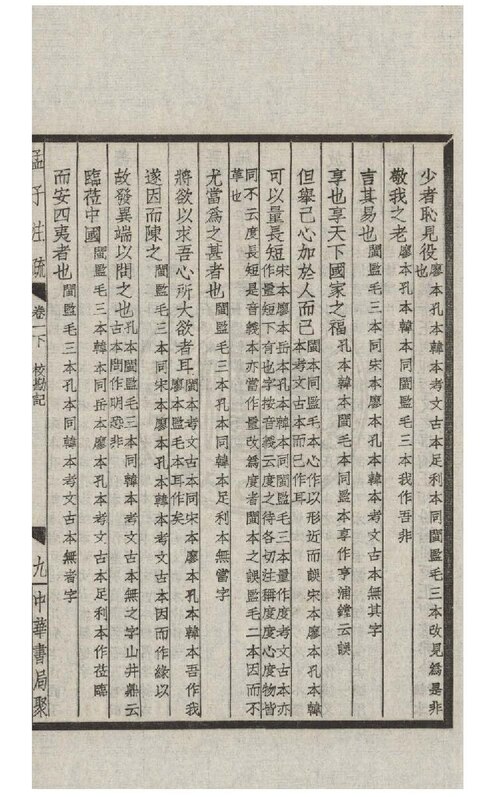 少者恥見役廖本孔本韓本考文古本足利本同閩監毛三本改見爲是非
也
敬我之老廖本孔本韓本同閩監毛三本我作吾非
言其易也閩監毛三本孔本同韓本考文古本無其字
享也享天下國家之福孔本韓本閩毛本同監本享作亨浦鏜云誤
但舉己心加於人而已閩本同監毛本心作以形近而誤宋本廖本孔本韓
本考文古本而已作耳
可以量長短宋本廖本岳本孔本韓本同閩監毛三本量作度考文古本亦
作量短下有也字按音義云度之待各切注稱度度心度物皆
同不云度長短是音義本亦當作量改爲度者閩本之誤監毛二本因而不
革也
尤當爲之甚者也閩監毛三本孔本同韓本足利本無當字
將欲以求吾心所大欲者耳閩本考文古本同宋本廖本孔本韓本吾作我
廖本監毛本耳作矣
遂因而陳之閩監毛三本同宋本廖本孔本韓本考文古本因而作緣以
故發異端以問之也孔本閩監毛三本同韓本考文古本無之字山井鼎云
古本問作明恐非
臨莅中國閩監毛三本韓本同岳本廖本孔本考文古本足利本作莅臨
而安四夷者也閩監毛三本孔本同韓本考文古本無者字
孟子注疏 卷一下 校勘記 九 中華書局聚